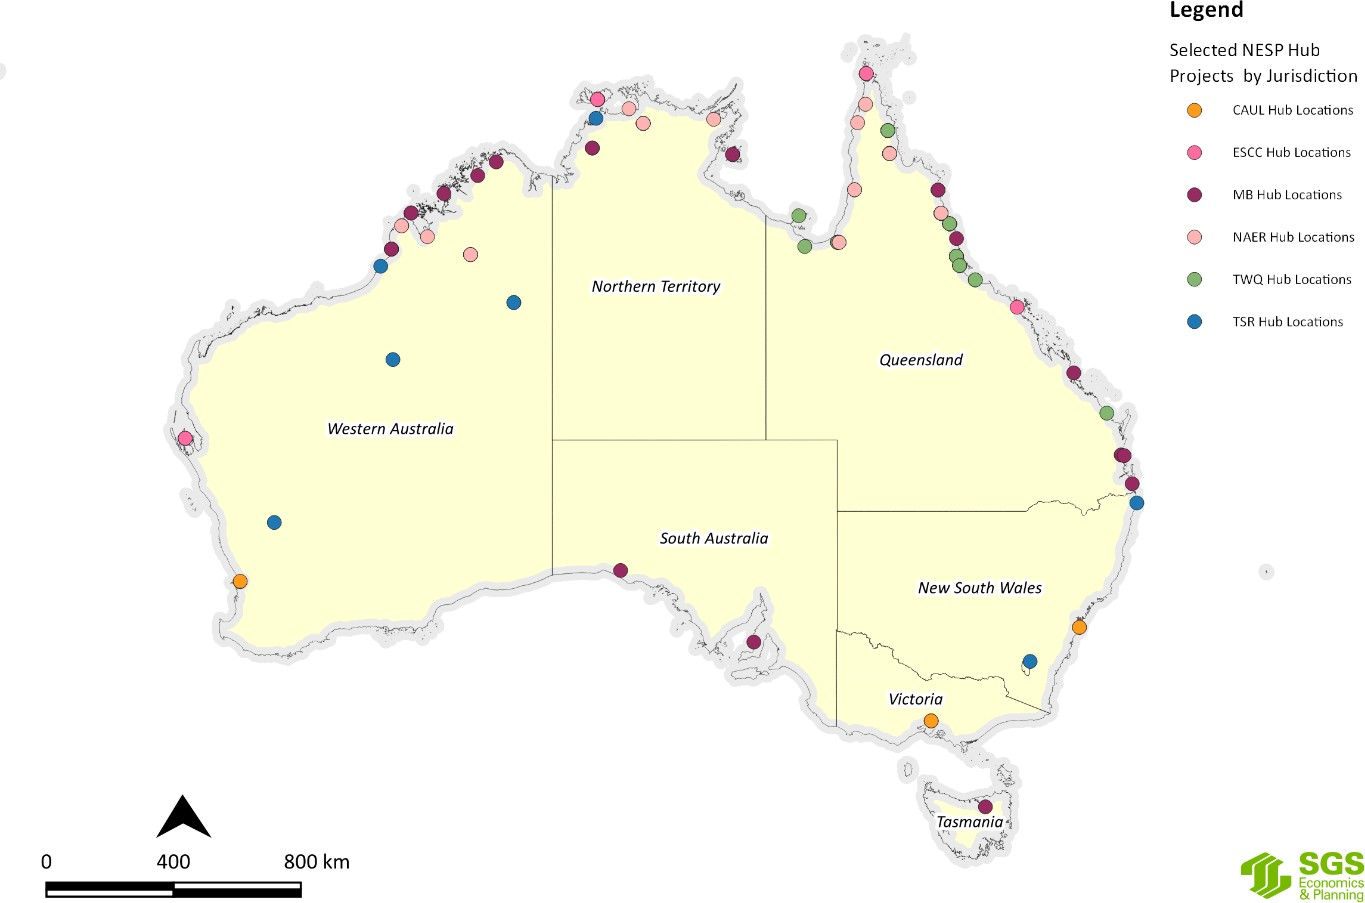 Legend
Selected NESP Hub
Projects by Jurisdiction
CAUL Hub Locations
ESCC Hub Locations
MB Hub Locations
NAER Hub Locations
TWQ Hub Locations
TSR Hub Locations
Northern Territory
Queensland
Western Australia
South Australia
New South Wales
Victoria
Tasmania
0 400 800 km
SGS
Economics
& Planning